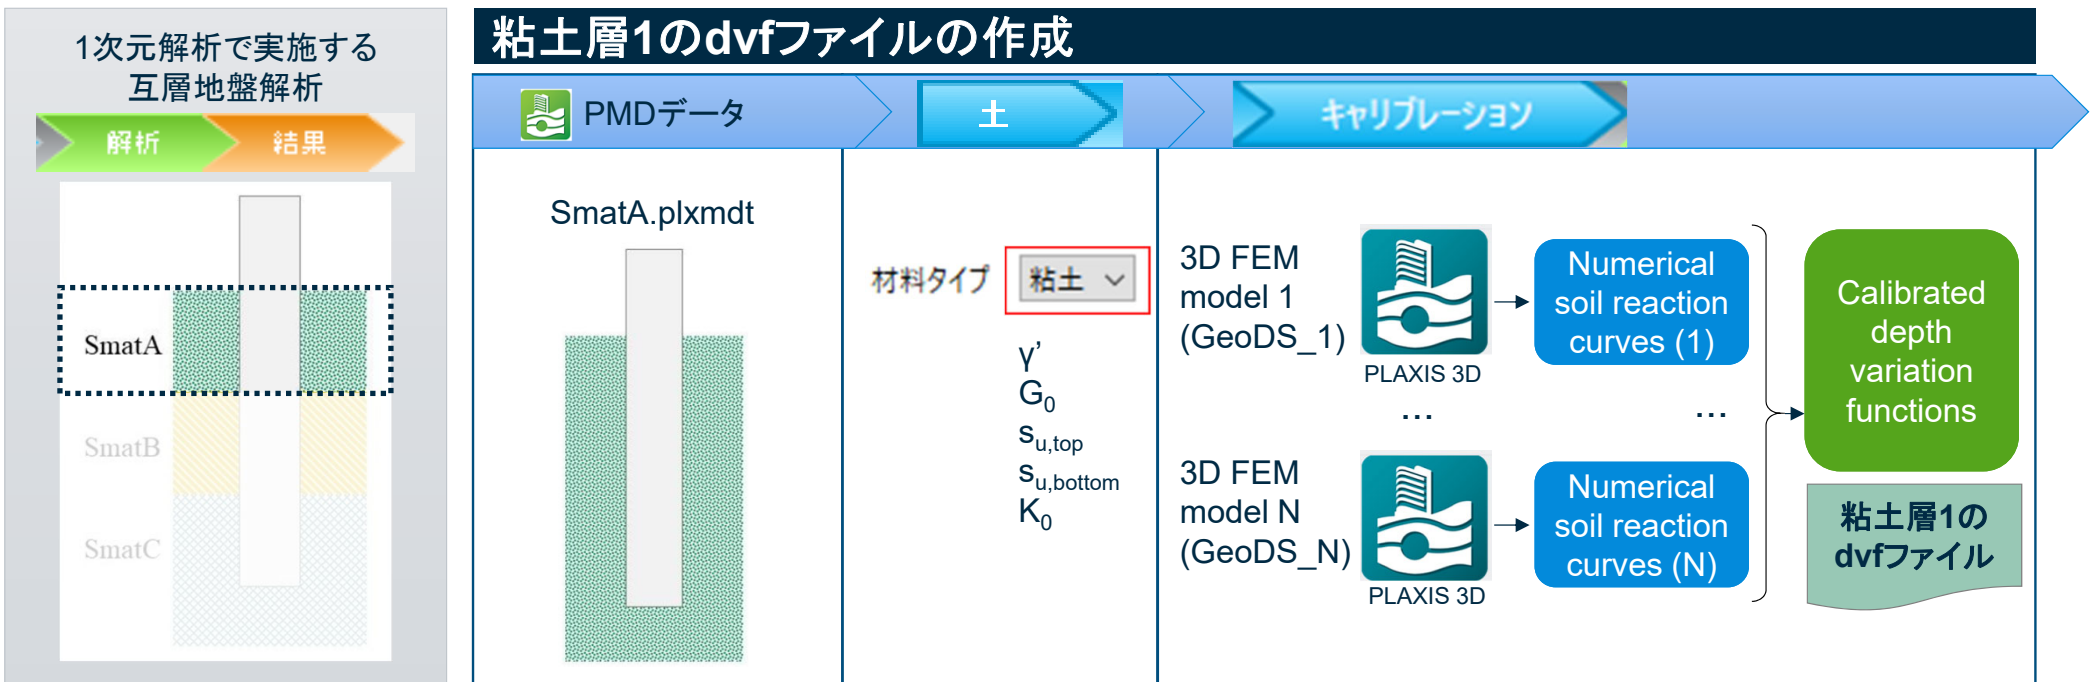 1次元解析で実施する
互層地盤解析
解析
結果
SmatA
SmatB
SmatC
粘土層1のdvfファイルの作成
PMDデータ
土
キャリブレーション
SmatA.plxmdt
材料タイプ 粘土
γ’
G0
su,top
su,bottom
K0
3D FEM
model 1
(GeoDS_1)
PLAXIS 3D
Numerical
soil reaction
curves (1)
...
...
3D FEM
model N
(GeoDS_N)
PLAXIS 3D
Numerical
soil reaction
curves (N)
Calibrated
depth
variation
functions
粘土層1の
dvfファイル